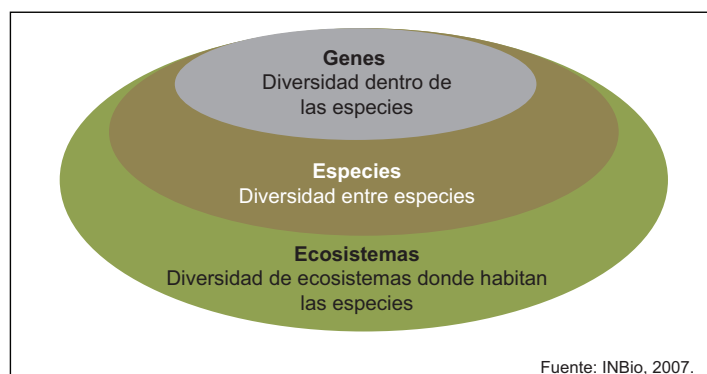 Genes
Diversidad dentro de
las especies
Especies
Diversidad entre especies
Ecosistemas
Diversidad de ecosistemas donde habitan
las especies
Fuente: INBio, 2007.